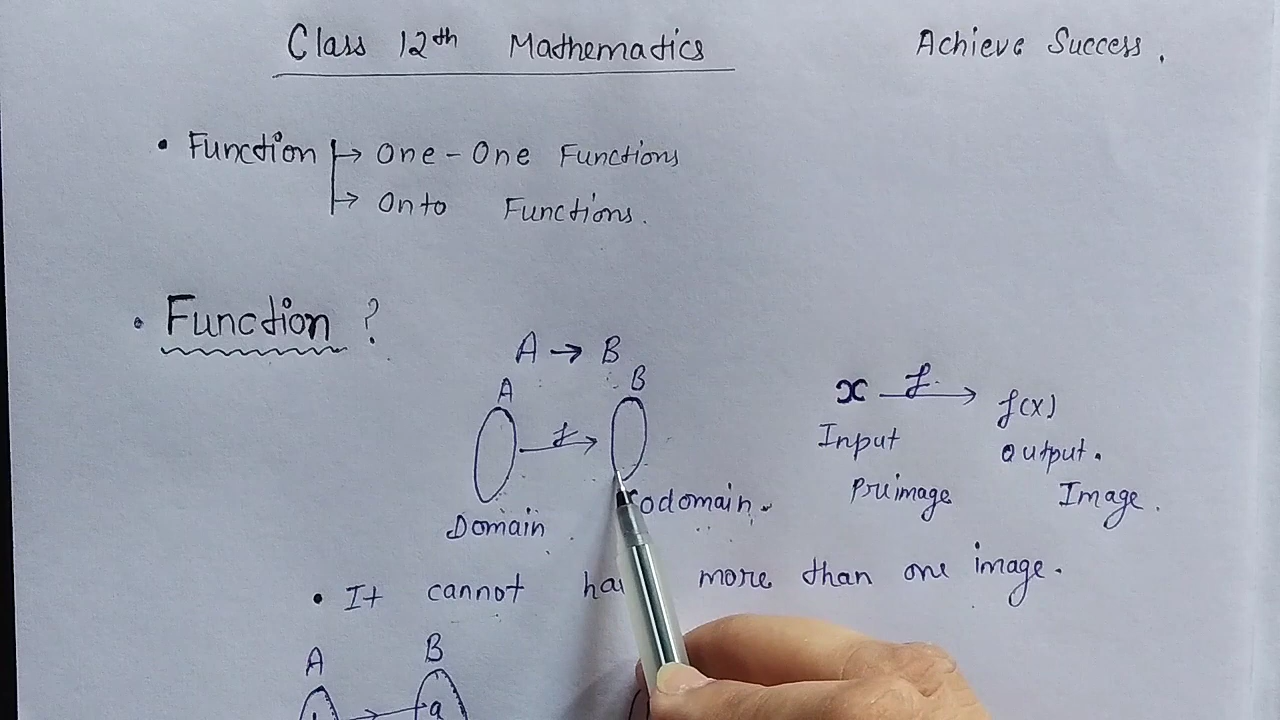 Class 12th Mathematics Achieve Success.
• Function → One-One Functions
→ Onto Functions.
• Function ?
A → B
A B
f
x f→ f(x)
Input Output.
Preimage Image.
Domain Codomain.
• It cannot more than one image.
A B
a